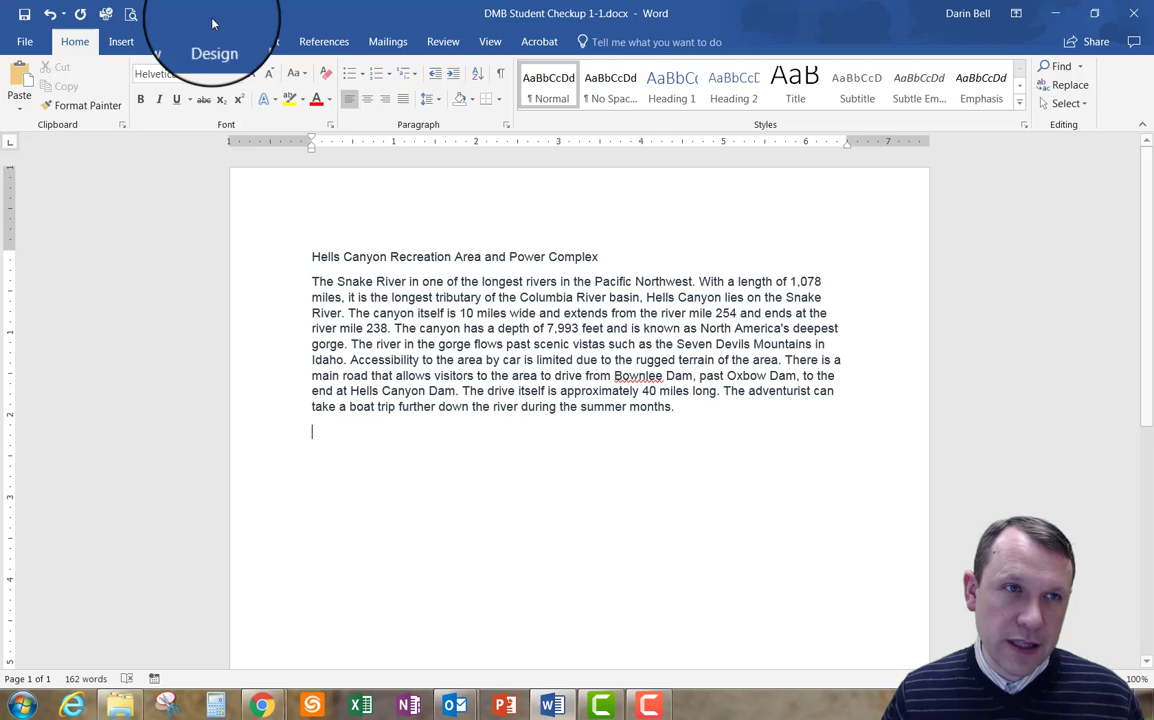 DMB Student Checkup 1-1.docx - Word
Darin Bell
File
Home
Insert
Design
References
Mailings
Review
View
Acrobat
Tell me what you want to do
Share
Paste
Cut
Copy
Format Painter
Clipboard
Font
Paragraph
AaBbCcDd
¶ Normal
AaBbCcDd
¶ No Spac...
AaBbCc
Heading 1
AaBbCcD
Heading 2
AaB
Title
AaBbCcD
Subtitle
AaBbCcDd
Subtle Em...
AaBbCcDd
Emphasis
Styles
Find
Replace
Select
Editing
Hells Canyon Recreation Area and Power Complex
The Snake River in one of the longest rivers in the Pacific Northwest. With a length of 1,078
miles, it is the longest tributary of the Columbia River basin, Hells Canyon lies on the Snake
River. The canyon itself is 10 miles wide and extends from the river mile 254 and ends at the
river mile 238. The canyon has a depth of 7,993 feet and is known as North America's deepest
gorge. The river in the gorge flows past scenic vistas such as the Seven Devils Mountains in
Idaho. Accessibility to the area by car is limited due to the rugged terrain of the area. There is a
main road that allows visitors to the area to drive from Bownlee Dam, past Oxbow Dam, to the
end at Hells Canyon Dam. The drive itself is approximately 40 miles long. The adventurist can
take a boat trip further down the river during the summer months.
Page 1 of 1
162 words
100%